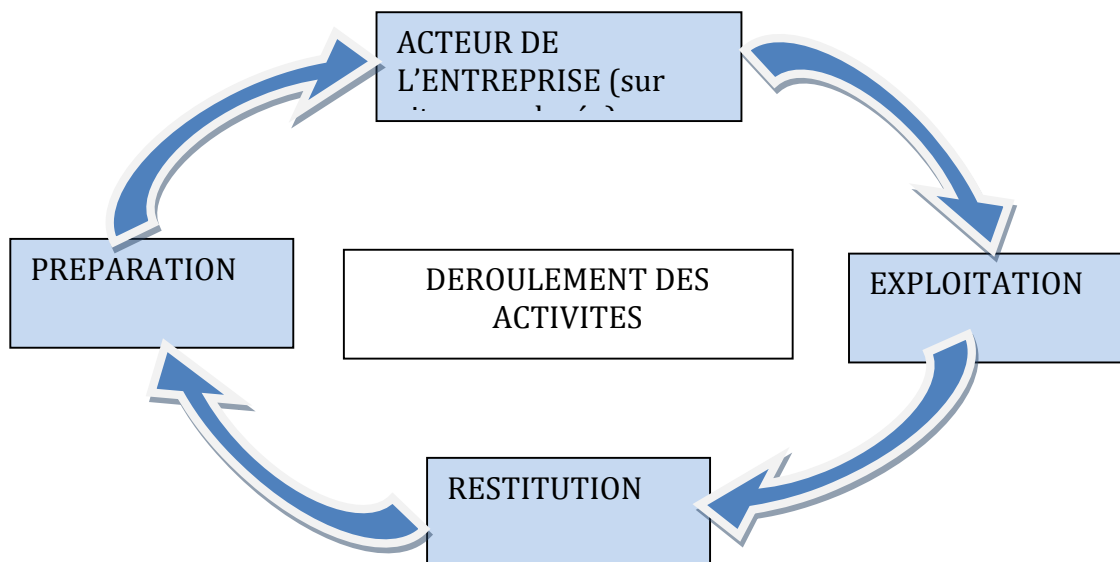 ACTEUR DE
L’ENTREPRISE (sur
PREPARATION
DEROULEMENT DES
ACTIVITES
EXPLOITATION
RESTITUTION